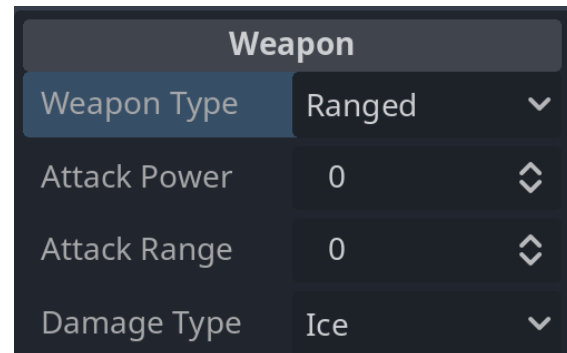 Weapon
Weapon Type Ranged
Attack Power 0
Attack Range 0
Damage Type Ice